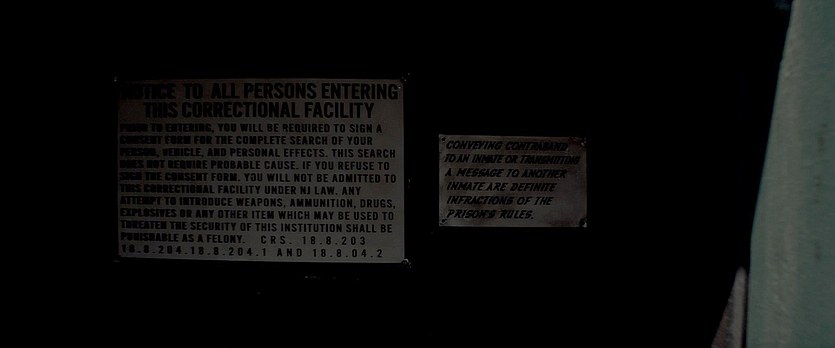 NOTICE TO ALL PERSONS ENTERING
THIS CORRECTIONAL FACILITY
PRIOR TO ENTERING, YOU WILL BE REQUIRED TO SIGN A
CONSENT FORM FOR THE COMPLETE SEARCH OF YOUR
PERSON, VEHICLE, AND PERSONAL EFFECTS. THIS SEARCH
DOES NOT REQUIRE PROBABLE CAUSE. IF YOU REFUSE TO
SIGN THE CONSENT FORM. YOU WILL NOT BE ADMITTED TO
THIS CORRECTIONAL FACILITY UNDER NJ LAW. ANY
ATTEMPT TO INTRODUCE WEAPONS, AMMUNITION, DRUGS,
EXPLOSIVES OR ANY OTHER ITEM WHICH MAY BE USED TO
THREATEN THE SECURITY OF THIS INSTITUTION SHALL BE
PUNISHABLE AS A FELONY. CRS. 18.8.203
18.8.204.18.8.204.1 AND 18.8.04.2
CONVEYING CONTRABAND
TO AN INMATE OR TRANSMITTING
A MESSAGE TO ANOTHER
INMATE ARE DEFINITE
INFRACTIONS OF THE
PRISON'S RULES.